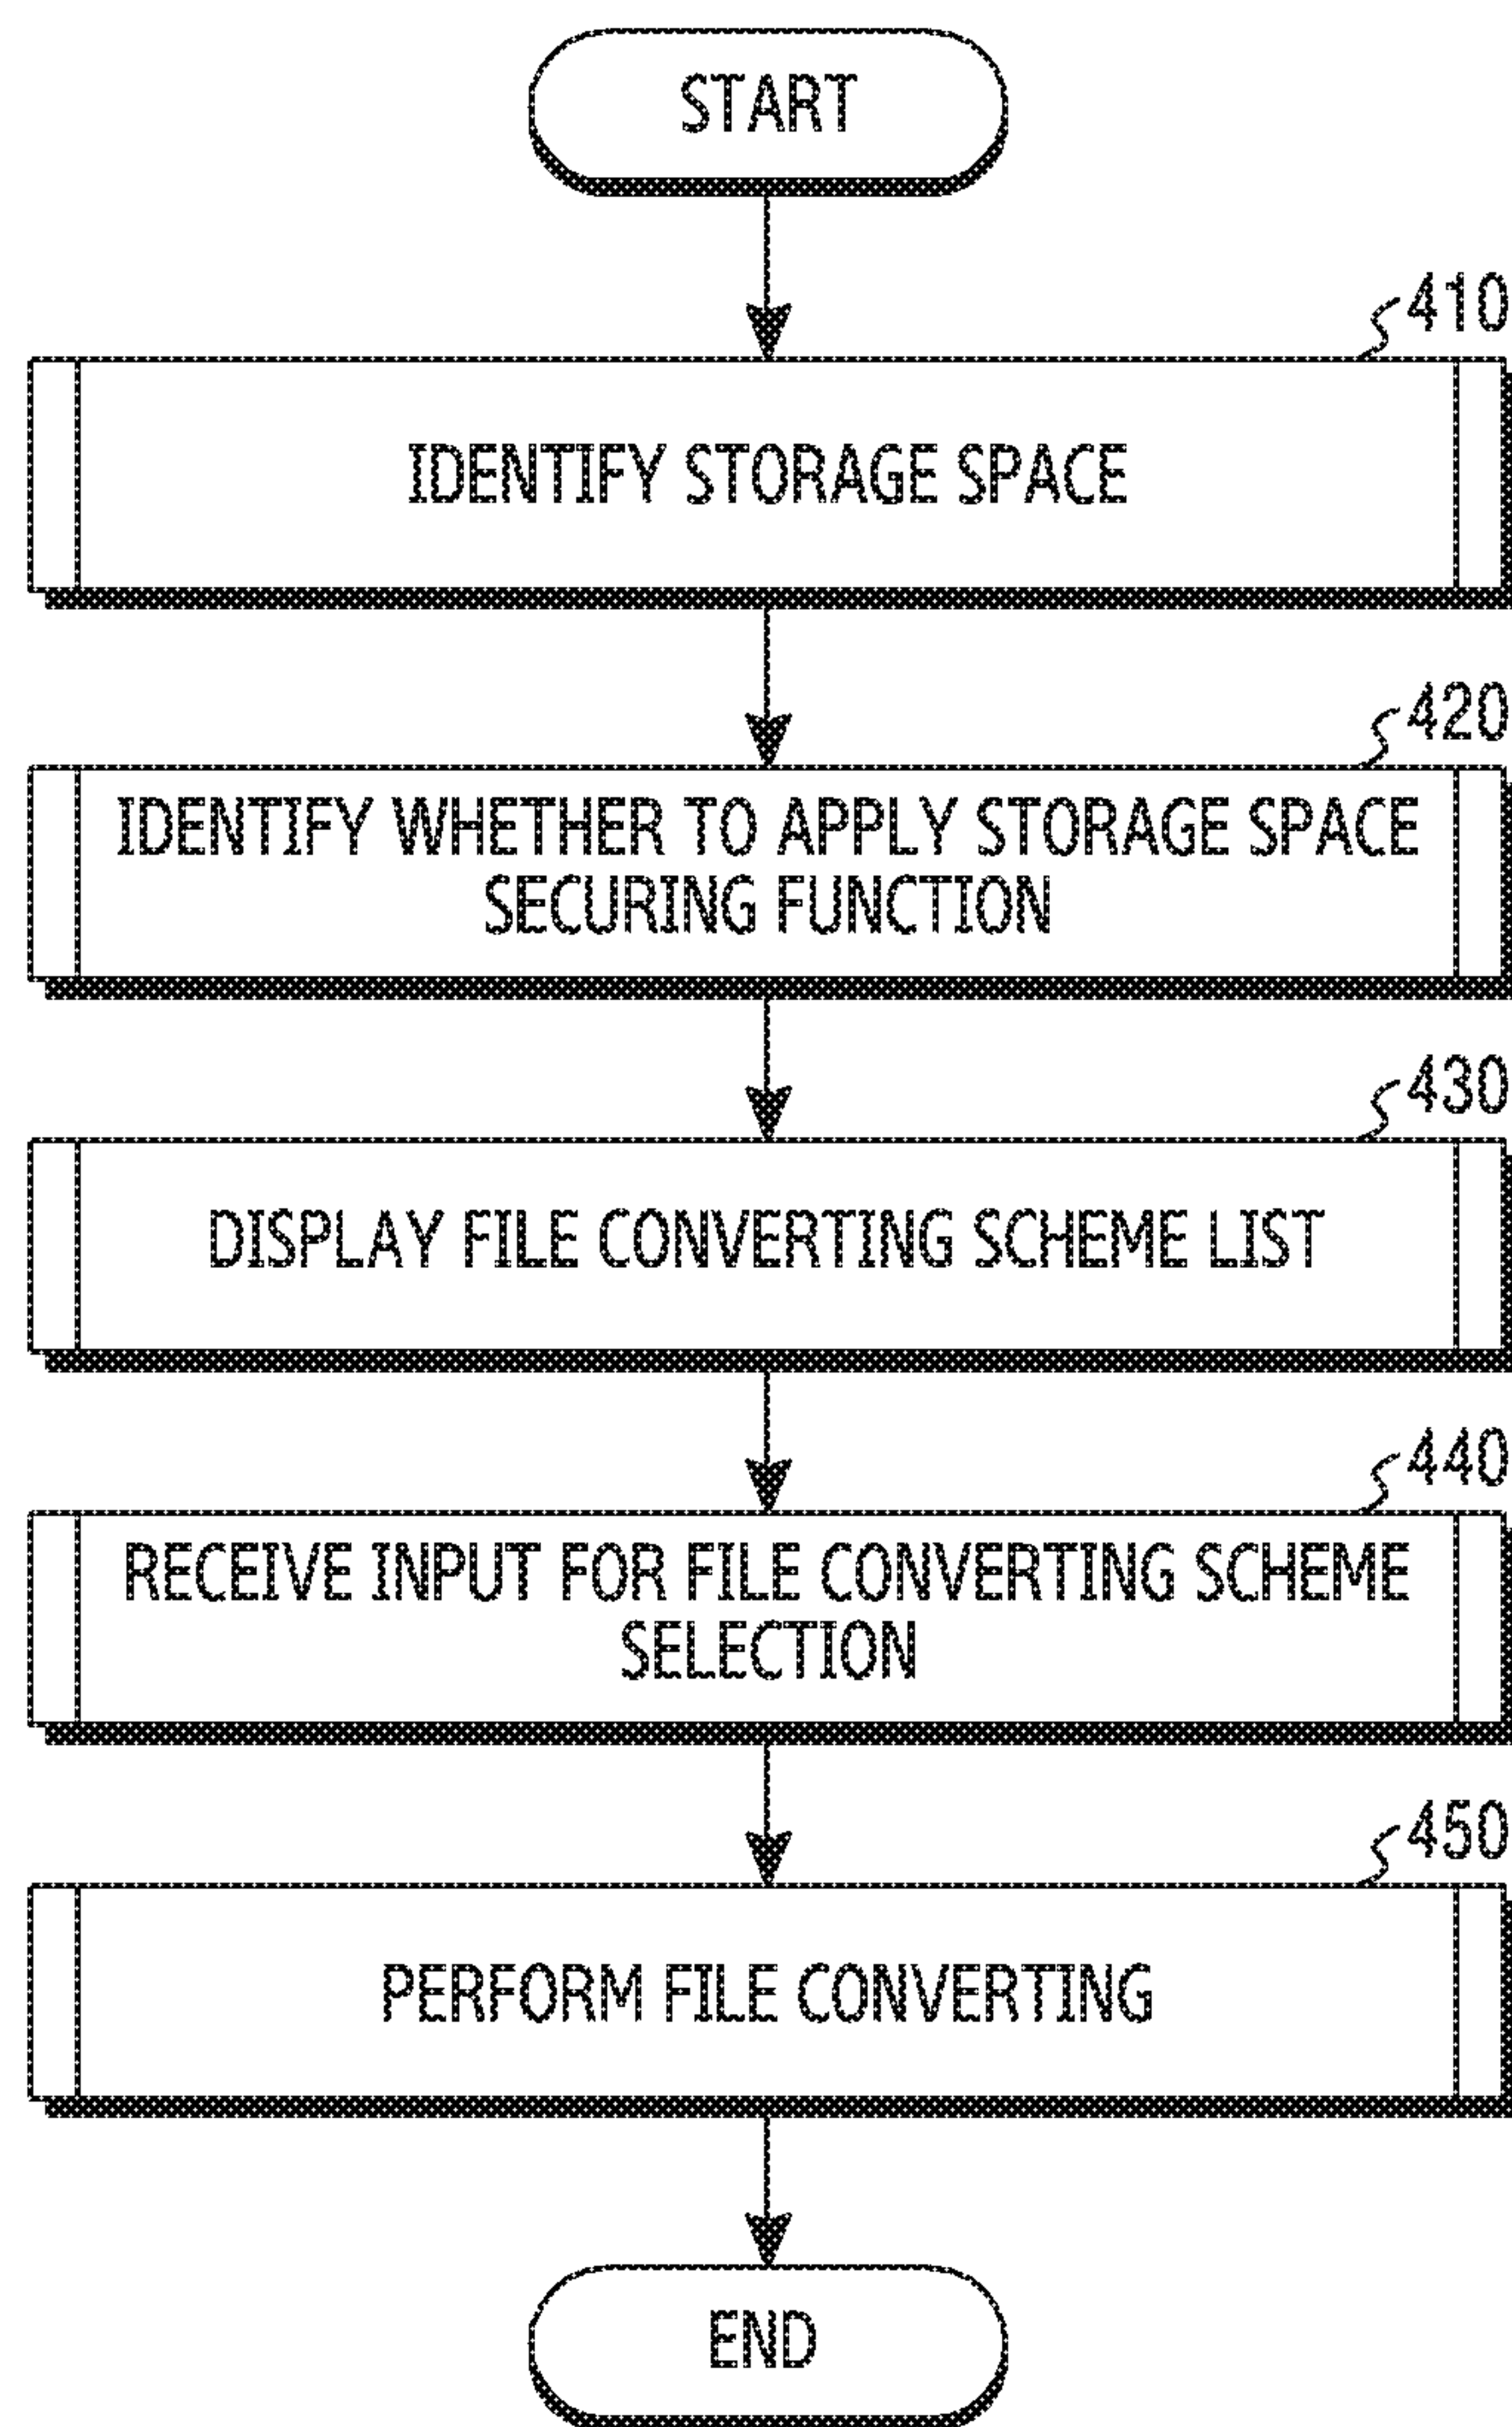 START
410
IDENTIFY STORAGE SPACE
420
IDENTIFY WHETHER TO APPLY STORAGE SPACE
SECURING FUNCTION
430
DISPLAY FILE CONVERTING SCHEME LIST
440
RECEIVE INPUT FOR FILE CONVERTING SCHEME
SELECTION
450
PERFORM FILE CONVERTING
END